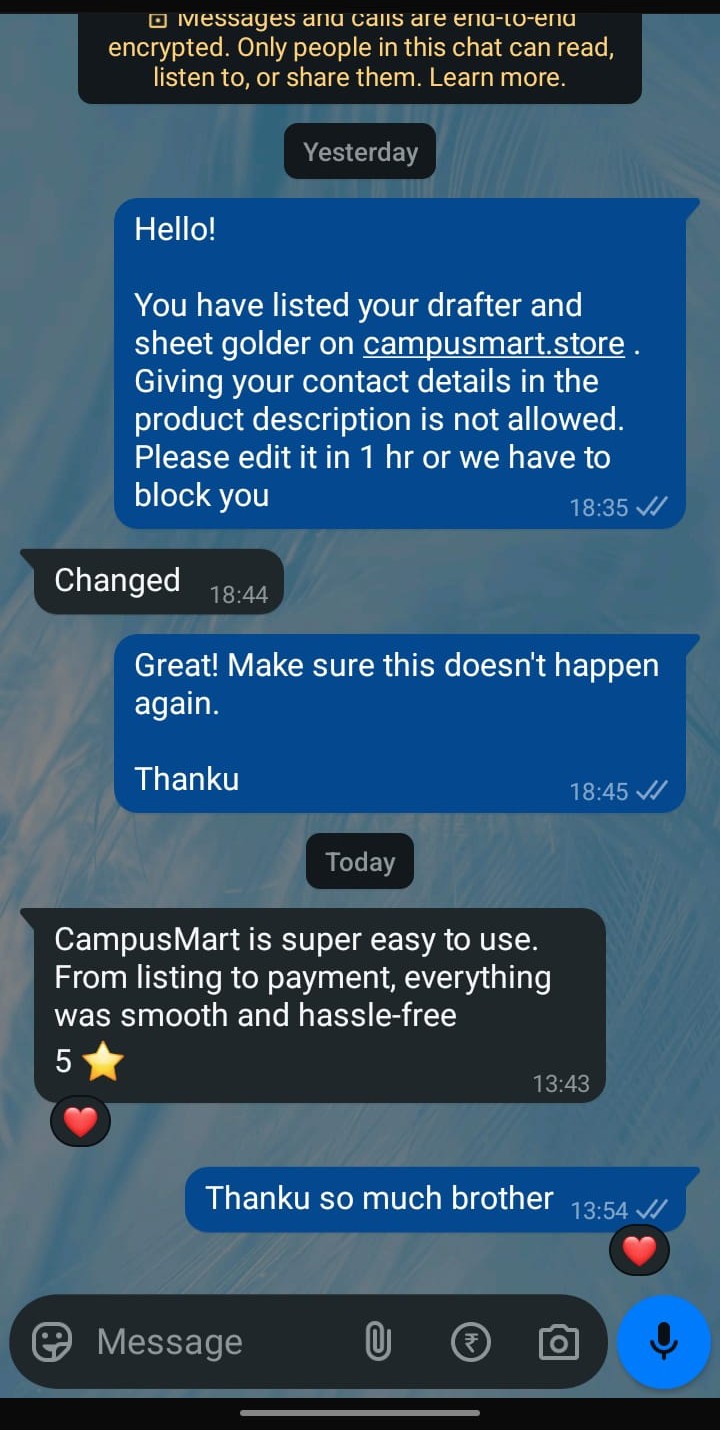 Messages and calls are end-to-end
encrypted. Only people in this chat can read,
listen to, or share them. Learn more.
Yesterday
Hello!
You have listed your drafter and
sheet golder on campusmart.store .
Giving your contact details in the
product description is not allowed.
Please edit it in 1 hr or we have to
block you
18:35
Changed
18:44
Great! Make sure this doesn't happen
again.
Thanku
18:45
Today
CampusMart is super easy to use.
From listing to payment, everything
was smooth and hassle-free
5 ⭐
13:43
❤️
Thanku so much brother
13:54
❤️
Message
₹